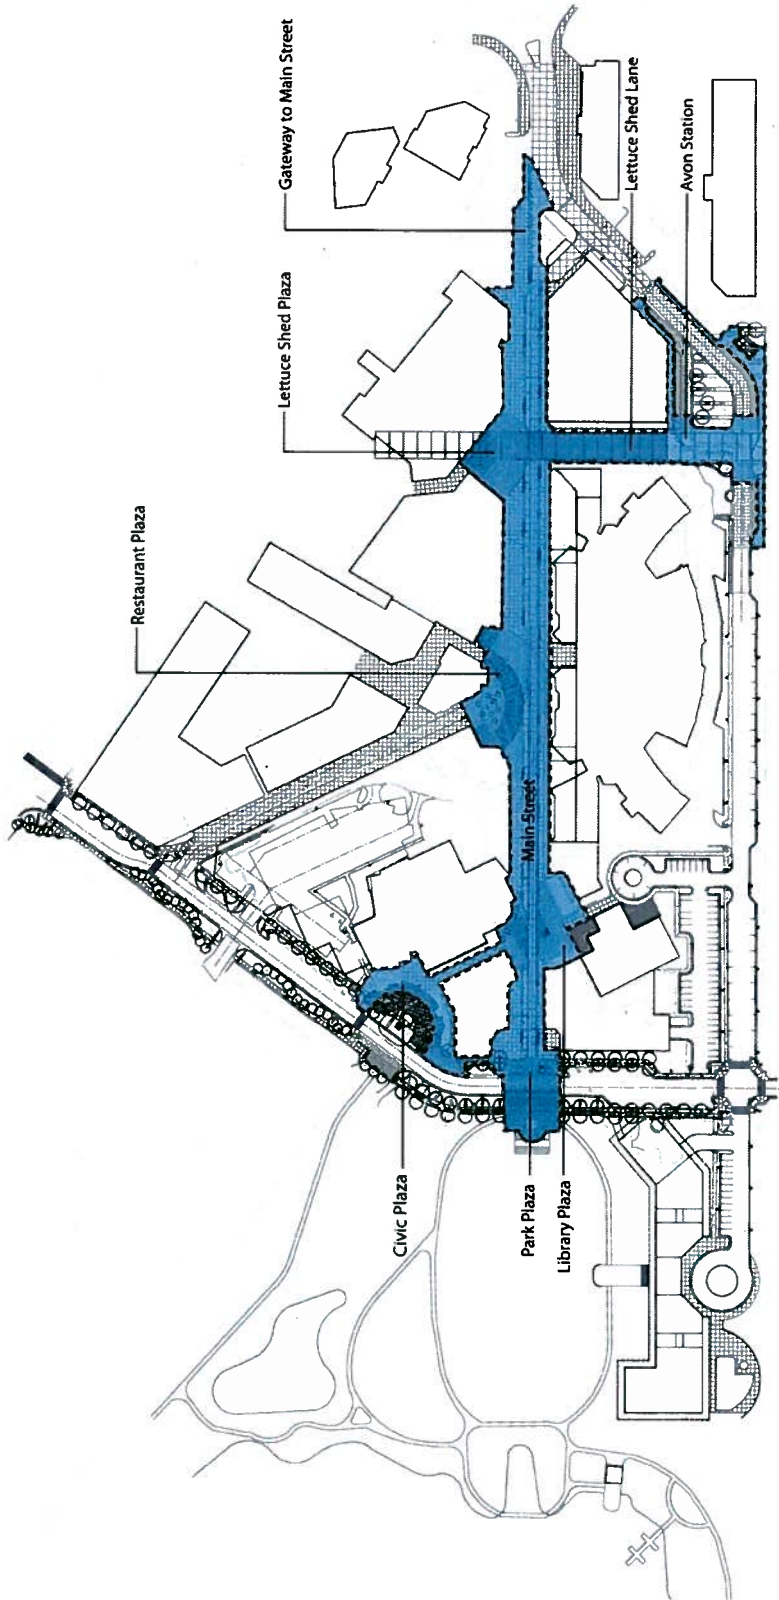 Gateway to Main Street
Lettuce Shed Lane
Avon Station
Lettuce Shed Plaza
Restaurant Plaza
Main Street
Civic Plaza
Park Plaza
Library Plaza